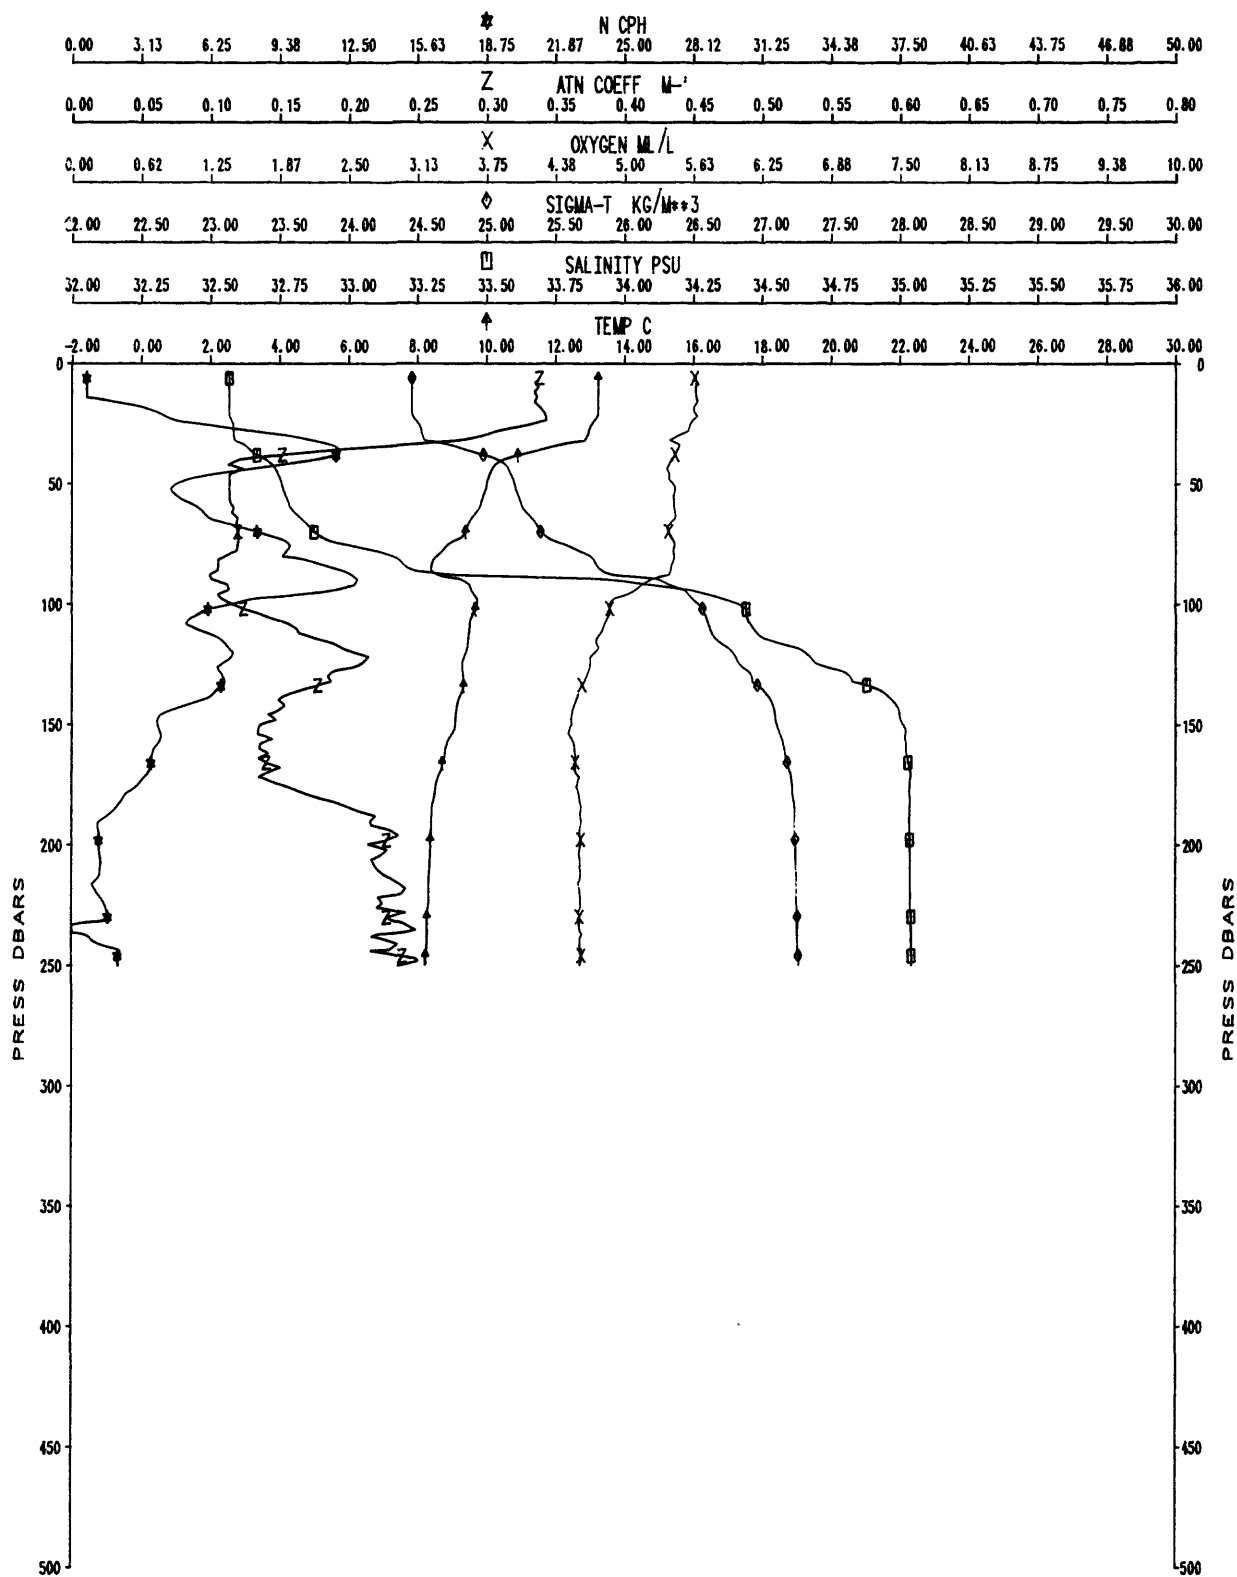 N CPH
0.00 3.13 6.25 9.38 12.50 15.63 18.75 21.87 25.00 28.12 31.25 34.38 37.50 40.63 43.75 46.88 50.00
Z ATN COEFF M-¹
0.00 0.05 0.10 0.15 0.20 0.25 0.30 0.35 0.40 0.45 0.50 0.55 0.60 0.65 0.70 0.75 0.80
X OXYGEN ML/L
0.00 0.62 1.25 1.87 2.50 3.13 3.75 4.38 5.00 5.63 6.25 6.88 7.50 8.13 8.75 9.38 10.00
SIGMA-T KG/M**3
22.00 22.50 23.00 23.50 24.00 24.50 25.00 25.50 26.00 26.50 27.00 27.50 28.00 28.50 29.00 29.50 30.00
SALINITY PSU
32.00 32.25 32.50 32.75 33.00 33.25 33.50 33.75 34.00 34.25 34.50 34.75 35.00 35.25 35.50 35.75 36.00
TEMP C
-2.00 0.00 2.00 4.00 6.00 8.00 10.00 12.00 14.00 16.00 18.00 20.00 22.00 24.00 26.00 28.00 30.00
0 0
50 50
100 100
150 150
200 200
250 250
300 300
350 350
400 400
450 450
500 500
PRESS DBARS
PRESS DBARS